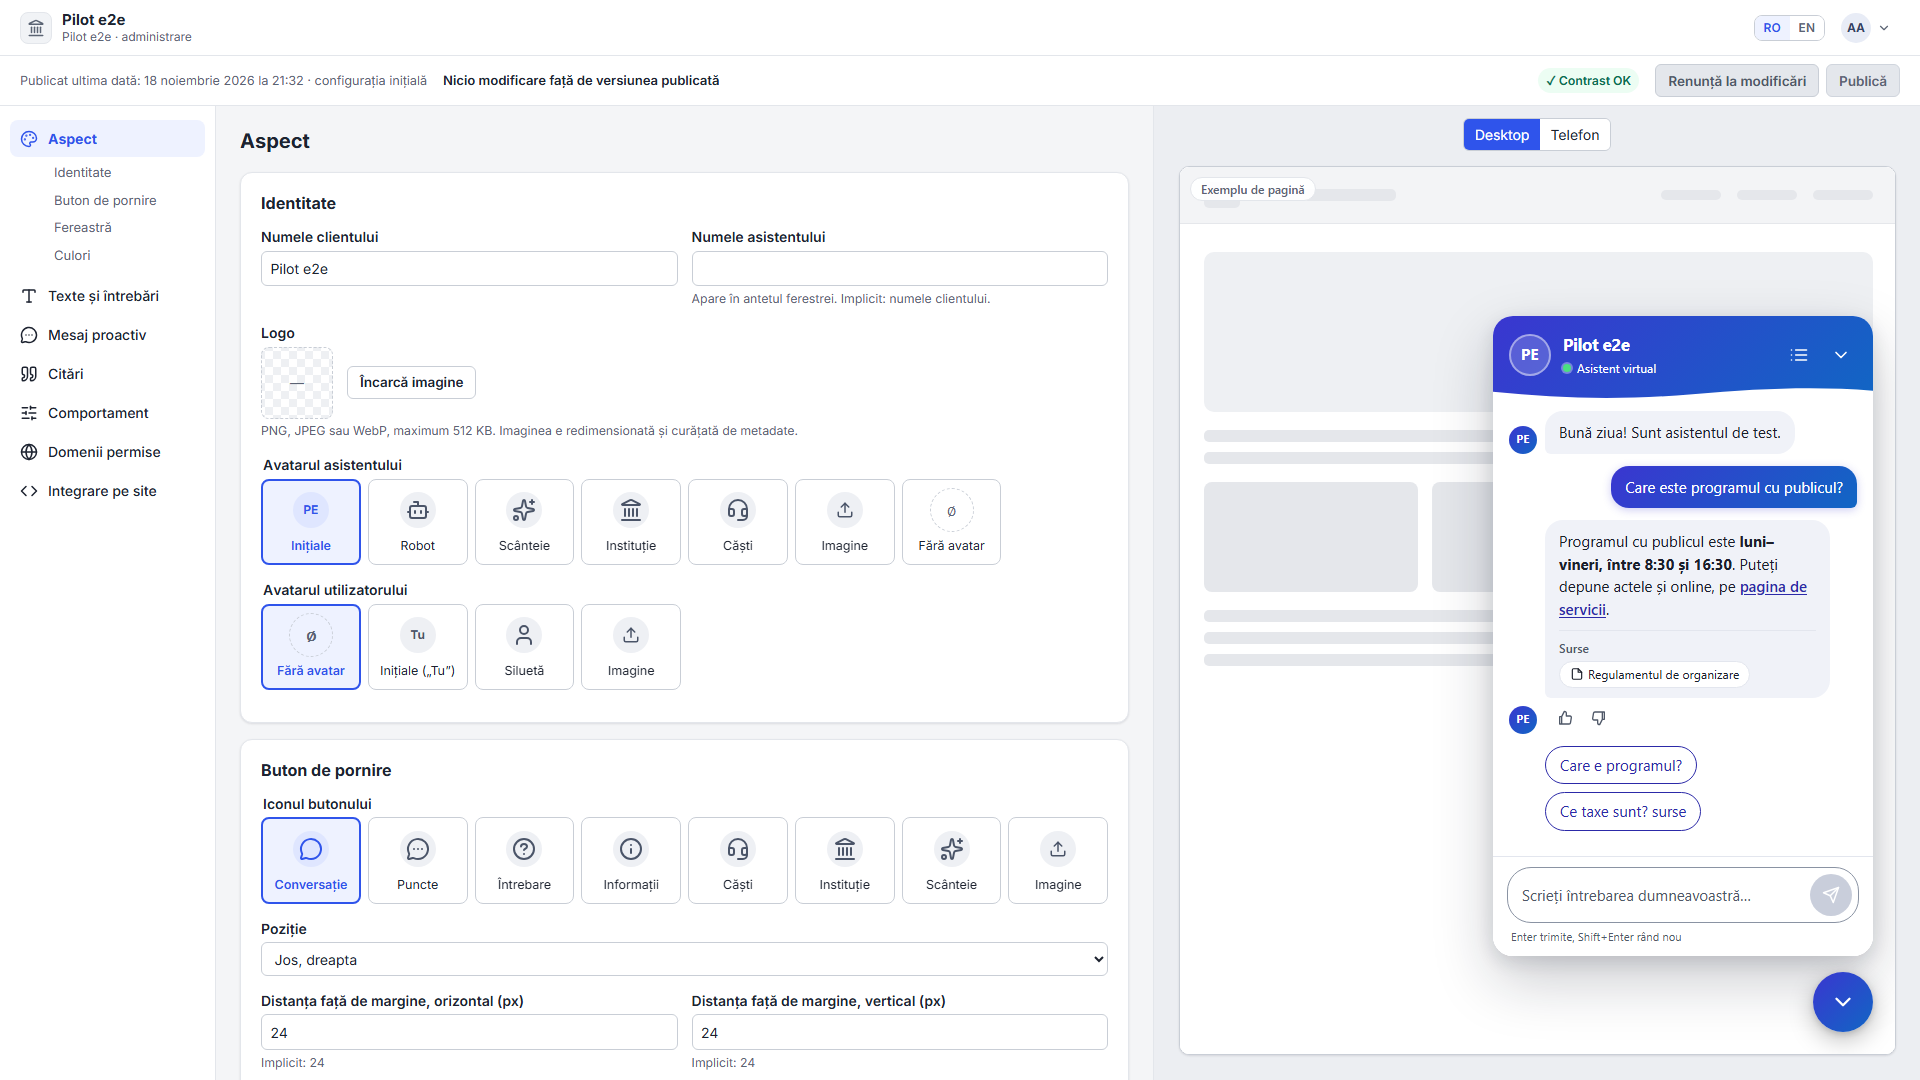 Pilot e2e
Pilot e2e · administrare
RO EN
AA
Publicat ultima dată: 18 noiembrie 2026 la 21:32 · configurația inițială
Nicio modificare față de versiunea publicată
✓ Contrast OK
Renunță la modificări
Publică
Aspect
Identitate
Buton de pornire
Fereastră
Culori
Texte și întrebări
Mesaj proactiv
Citări
Comportament
Domenii permise
Integrare pe site
Aspect
Identitate
Numele clientului
Pilot e2e
Numele asistentului
Apare în antetul ferestrei. Implicit: numele clientului.
Logo
—
Încarcă imagine
PNG, JPEG sau WebP, maximum 512 KB. Imaginea e redimensionată și curățată de metadate.
Avatarul asistentului
PE
Inițiale
Robot
Scânteie
Instituție
Căști
Imagine
Ø
Fără avatar
Avatarul utilizatorului
Ø
Fără avatar
Tu
Inițiale („Tu”)
Siluetă
Imagine
Buton de pornire
Iconul butonului
Conversație
Puncte
Întrebare
Informații
Căști
Instituție
Scânteie
Imagine
Poziție
Jos, dreapta
Distanța față de margine, orizontal (px)
24
Implicit: 24
Distanța față de margine, vertical (px)
24
Implicit: 24
Desktop
Telefon
Exemplu de pagină
PE
Pilot e2e
Asistent virtual
PE
Bună ziua! Sunt asistentul de test.
Care este programul cu publicul?
Programul cu publicul este luni–
vineri, între 8:30 și 16:30. Puteți
depune actele și online, pe pagina de
servicii.
Surse
Regulamentul de organizare
PE
Care e programul?
Ce taxe sunt? surse
Scrieți întrebarea dumneavoastră...
Enter trimite, Shift+Enter rând nou